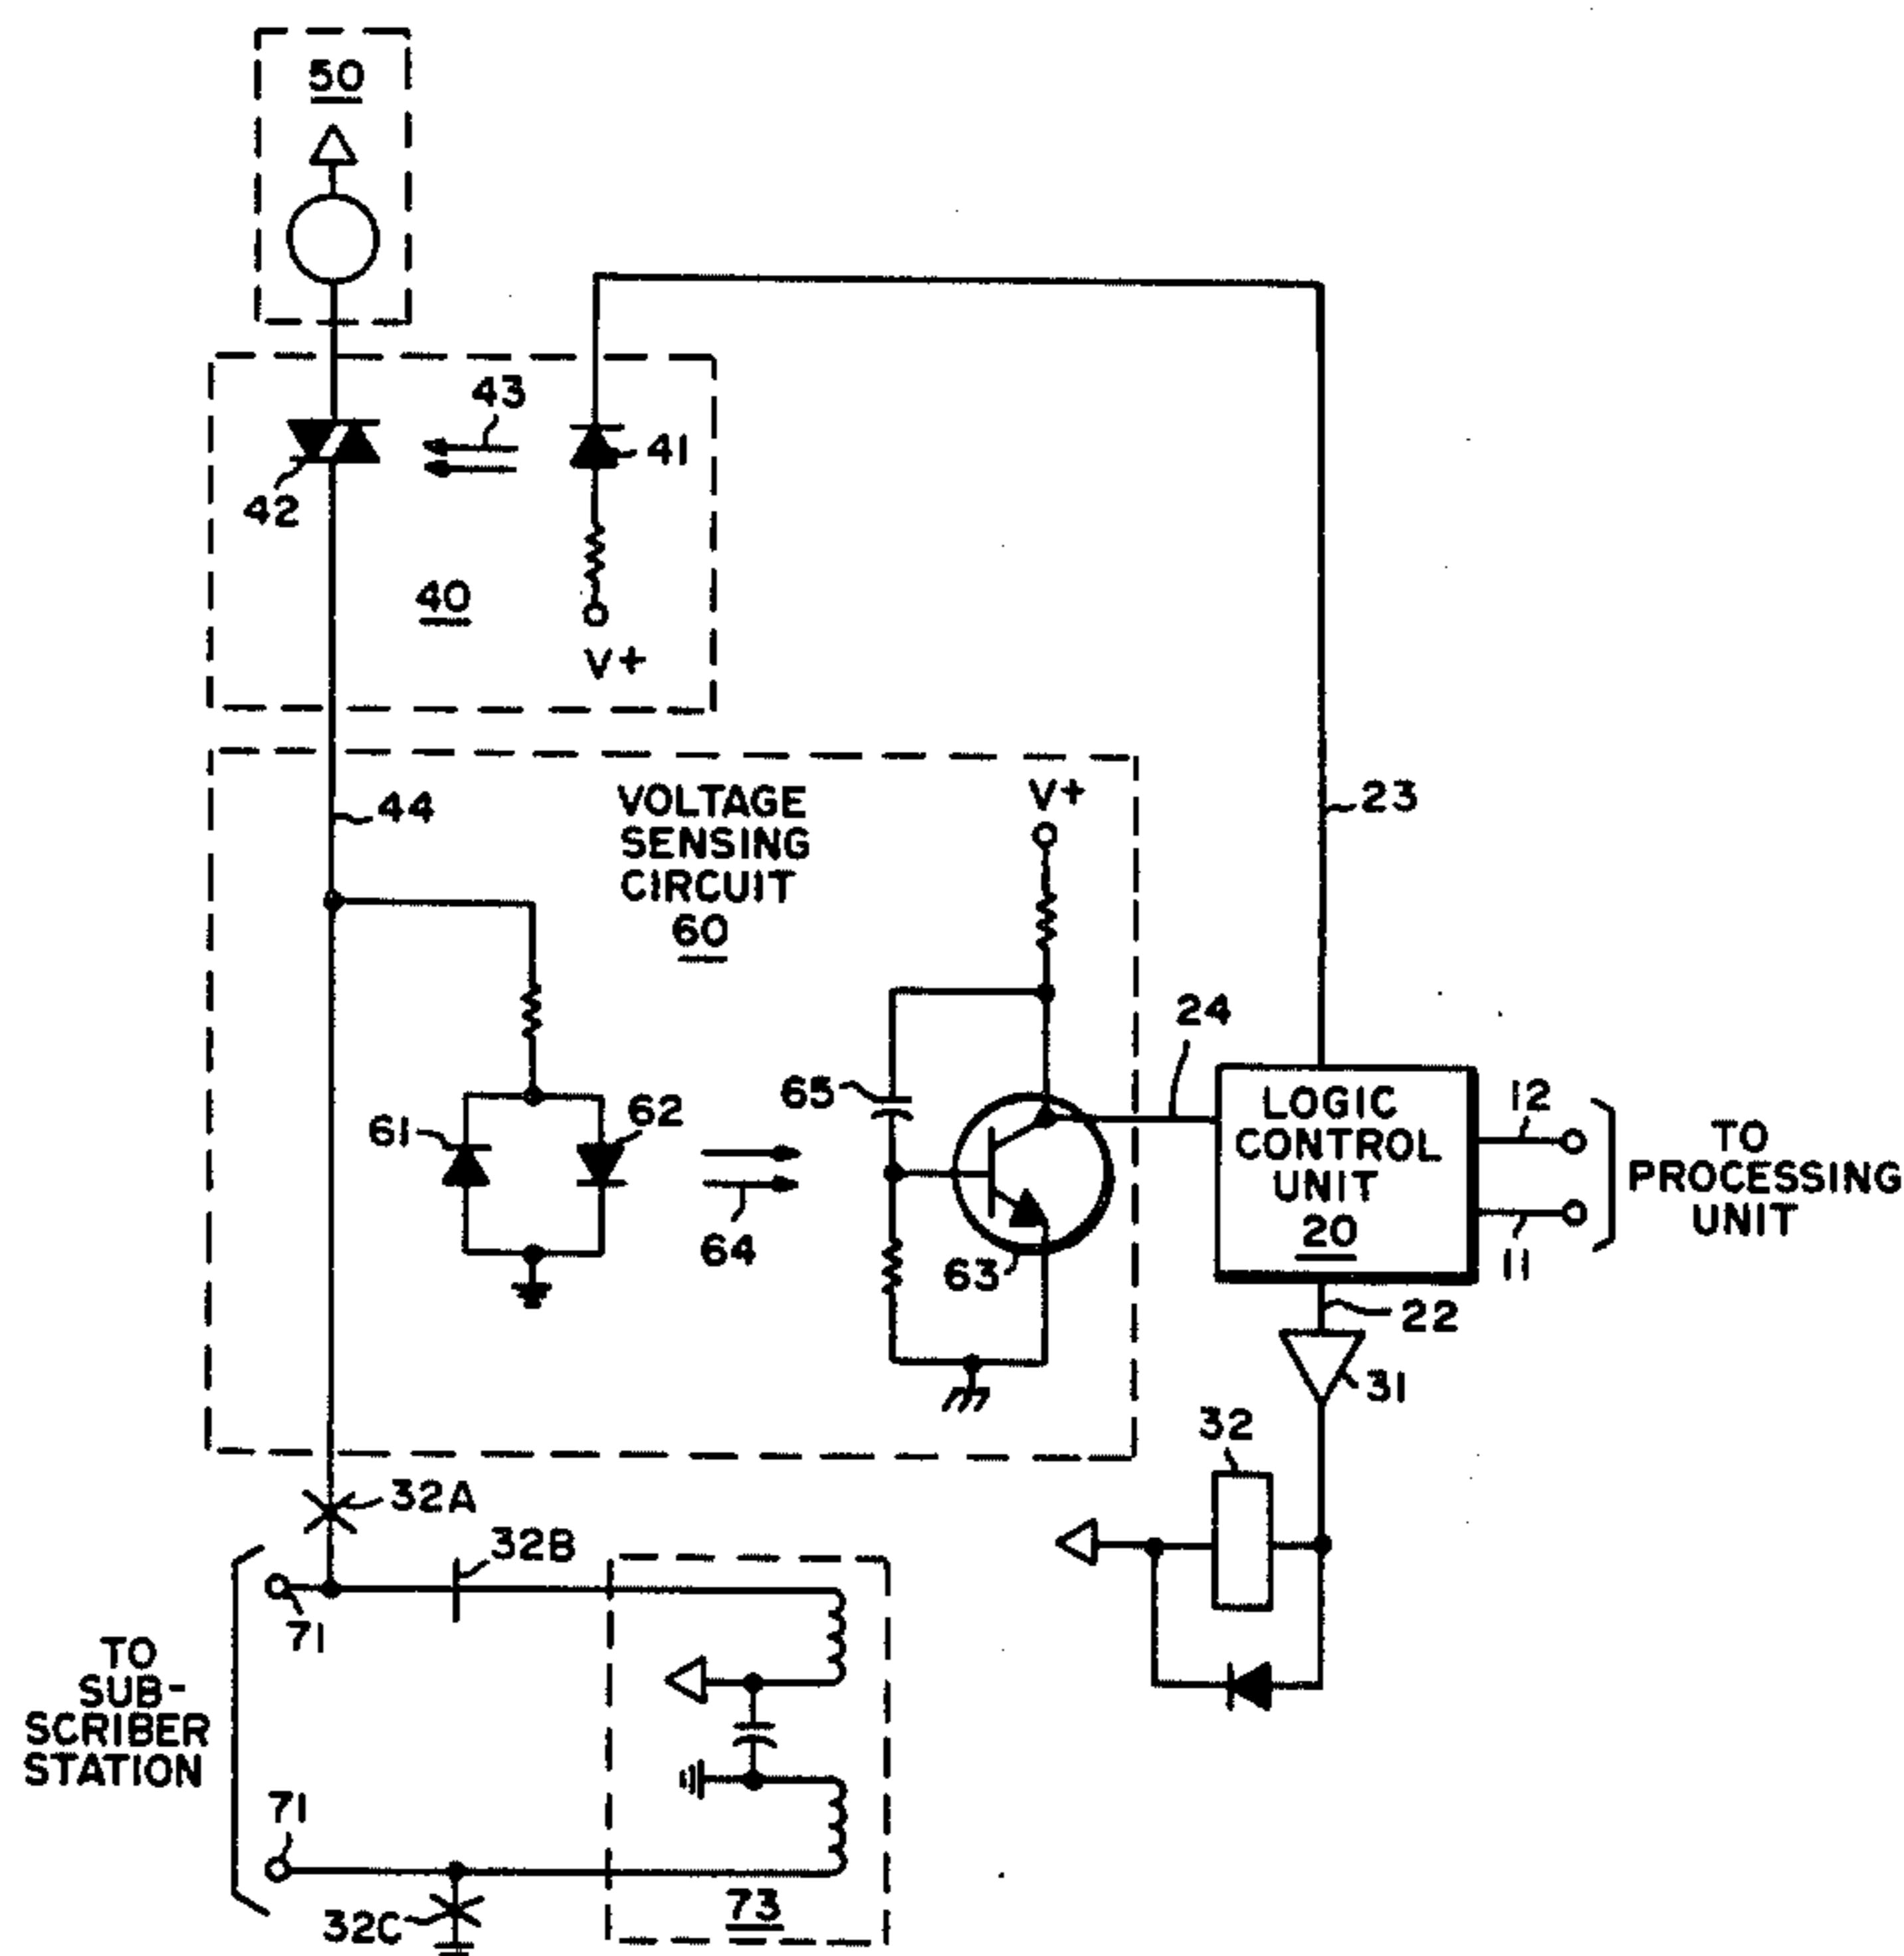 50
43
41
42
40
V+
44
VOLTAGE
SENSING
CIRCUIT
60
V+
23
24
65
62
61
64
63
LOGIC
CONTROL
UNIT
20
12
11
TO
PROCESSING
UNIT
22
31
32
32A
32B
71
TO
SUB-
SCRIBER
STATION
71
32C
73